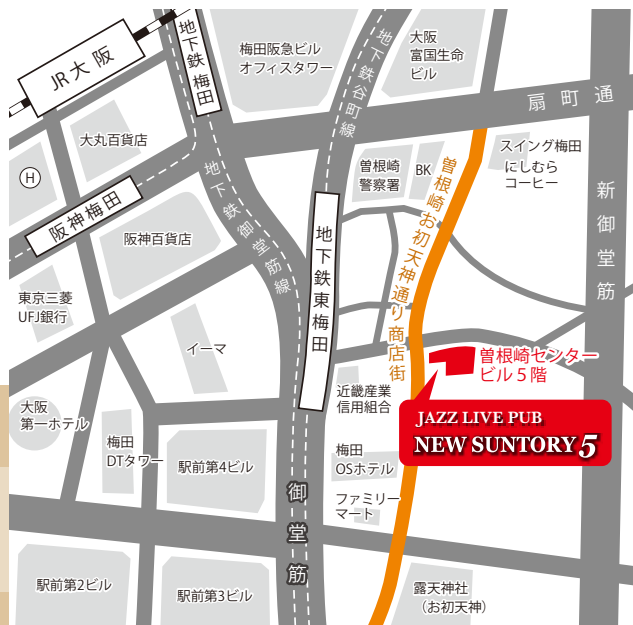 JR大阪
地下鉄梅田
梅田阪急ビル
オフィスタワー
地下鉄谷町線
大阪
富国生命
ビル
扇町通
大丸百貨店
H
阪神梅田
地下鉄御堂筋線
曽根崎
警察署
BK
曽根崎お初天神通り商店街
スイング梅田
にしむら
コーヒー
新御堂筋
阪神百貨店
地下鉄東梅田
東京三菱
UFJ銀行
イーマ
曽根崎センター
ビル5階
近畿産業
信用組合
JAZZ LIVE PUB
NEW SUNTORY 5
大阪
第一ホテル
梅田
DTタワー
駅前第4ビル
梅田
OSホテル
ファミリー
マート
御堂筋
駅前第2ビル
駅前第3ビル
露天神社
（お初天神）